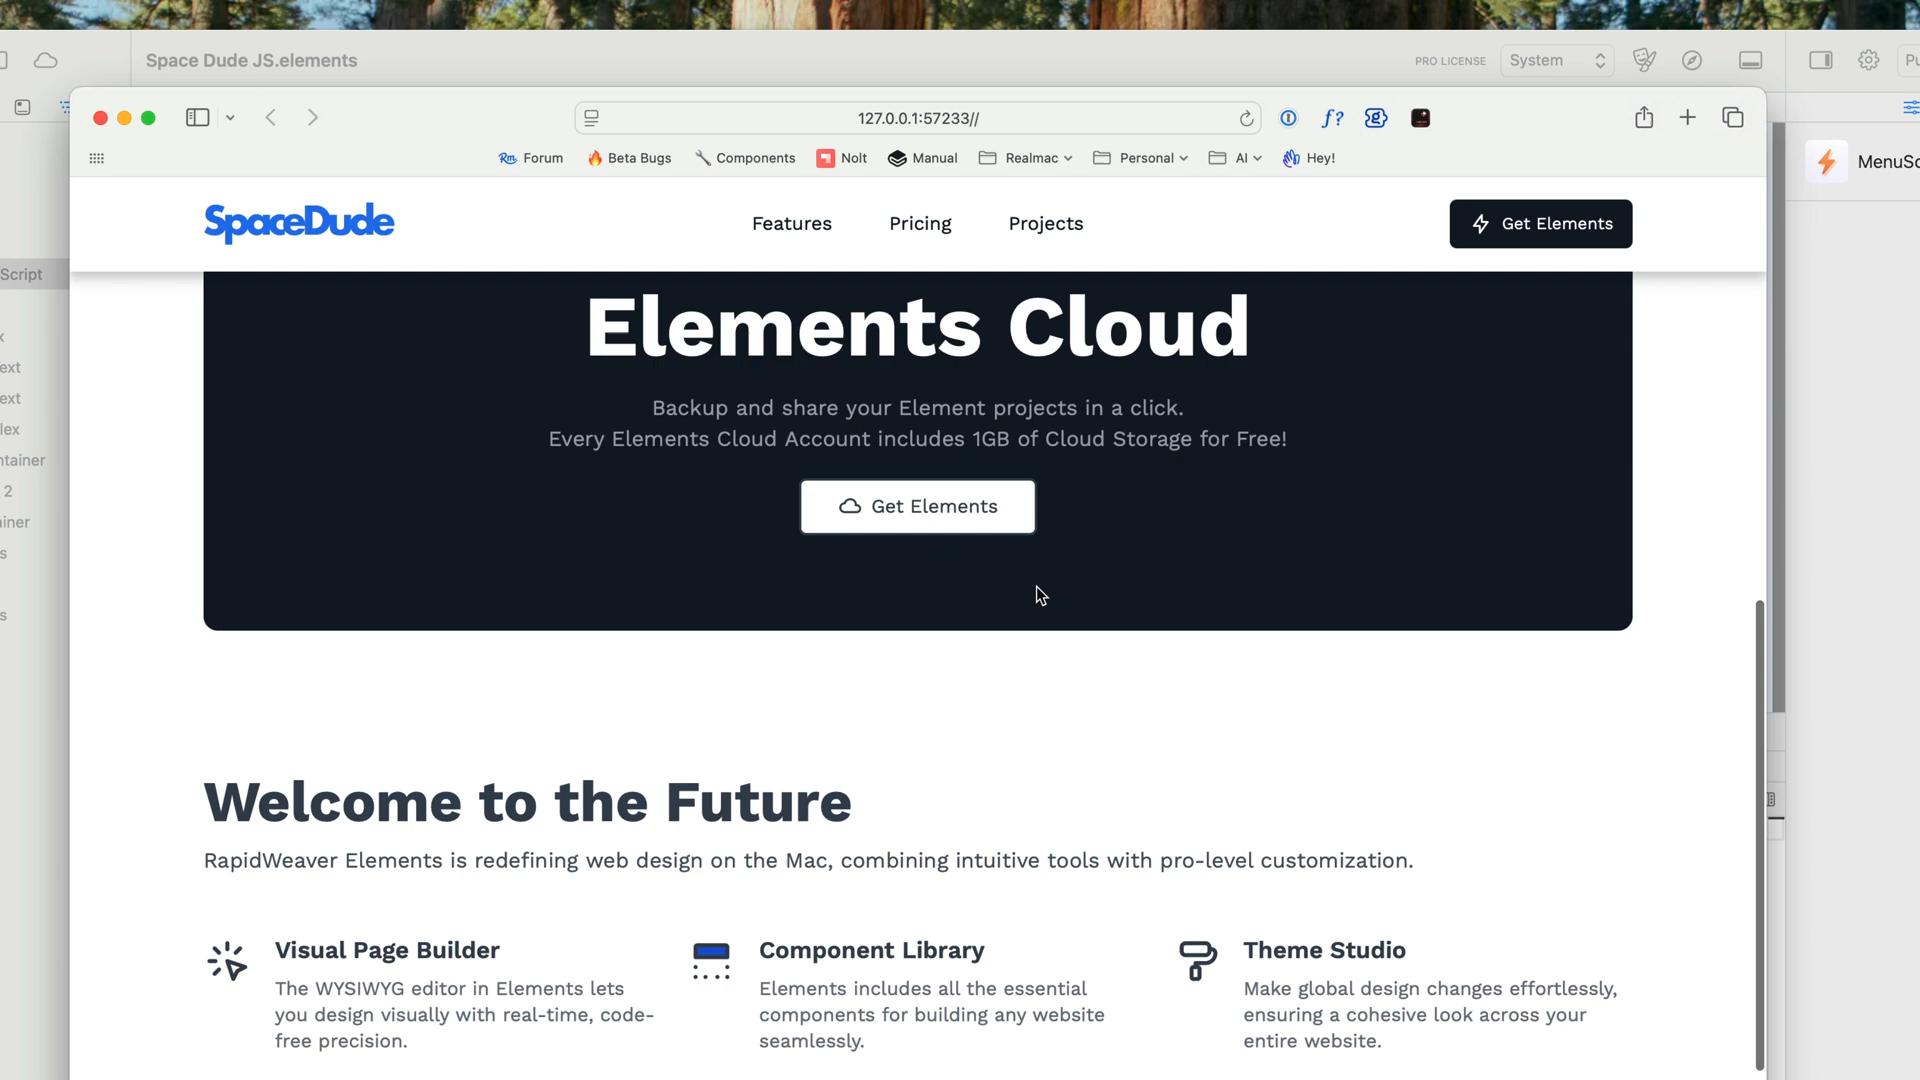 Space Dude JS.elements
PRO LICENSE
System
127.0.0.1:57233//
Forum
Beta Bugs
Components
Nolt
Manual
Realmac
Personal
AI
Hey!
SpaceDude
Features
Pricing
Projects
Get Elements
Script
Elements Cloud
Backup and share your Element projects in a click.
Every Elements Cloud Account includes 1GB of Cloud Storage for Free!
Get Elements
Welcome to the Future
RapidWeaver Elements is redefining web design on the Mac, combining intuitive tools with pro-level customization.
Visual Page Builder
The WYSIWYG editor in Elements lets
you design visually with real-time, code-
free precision.
Component Library
Elements includes all the essential
components for building any website
seamlessly.
Theme Studio
Make global design changes effortlessly,
ensuring a cohesive look across your
entire website.